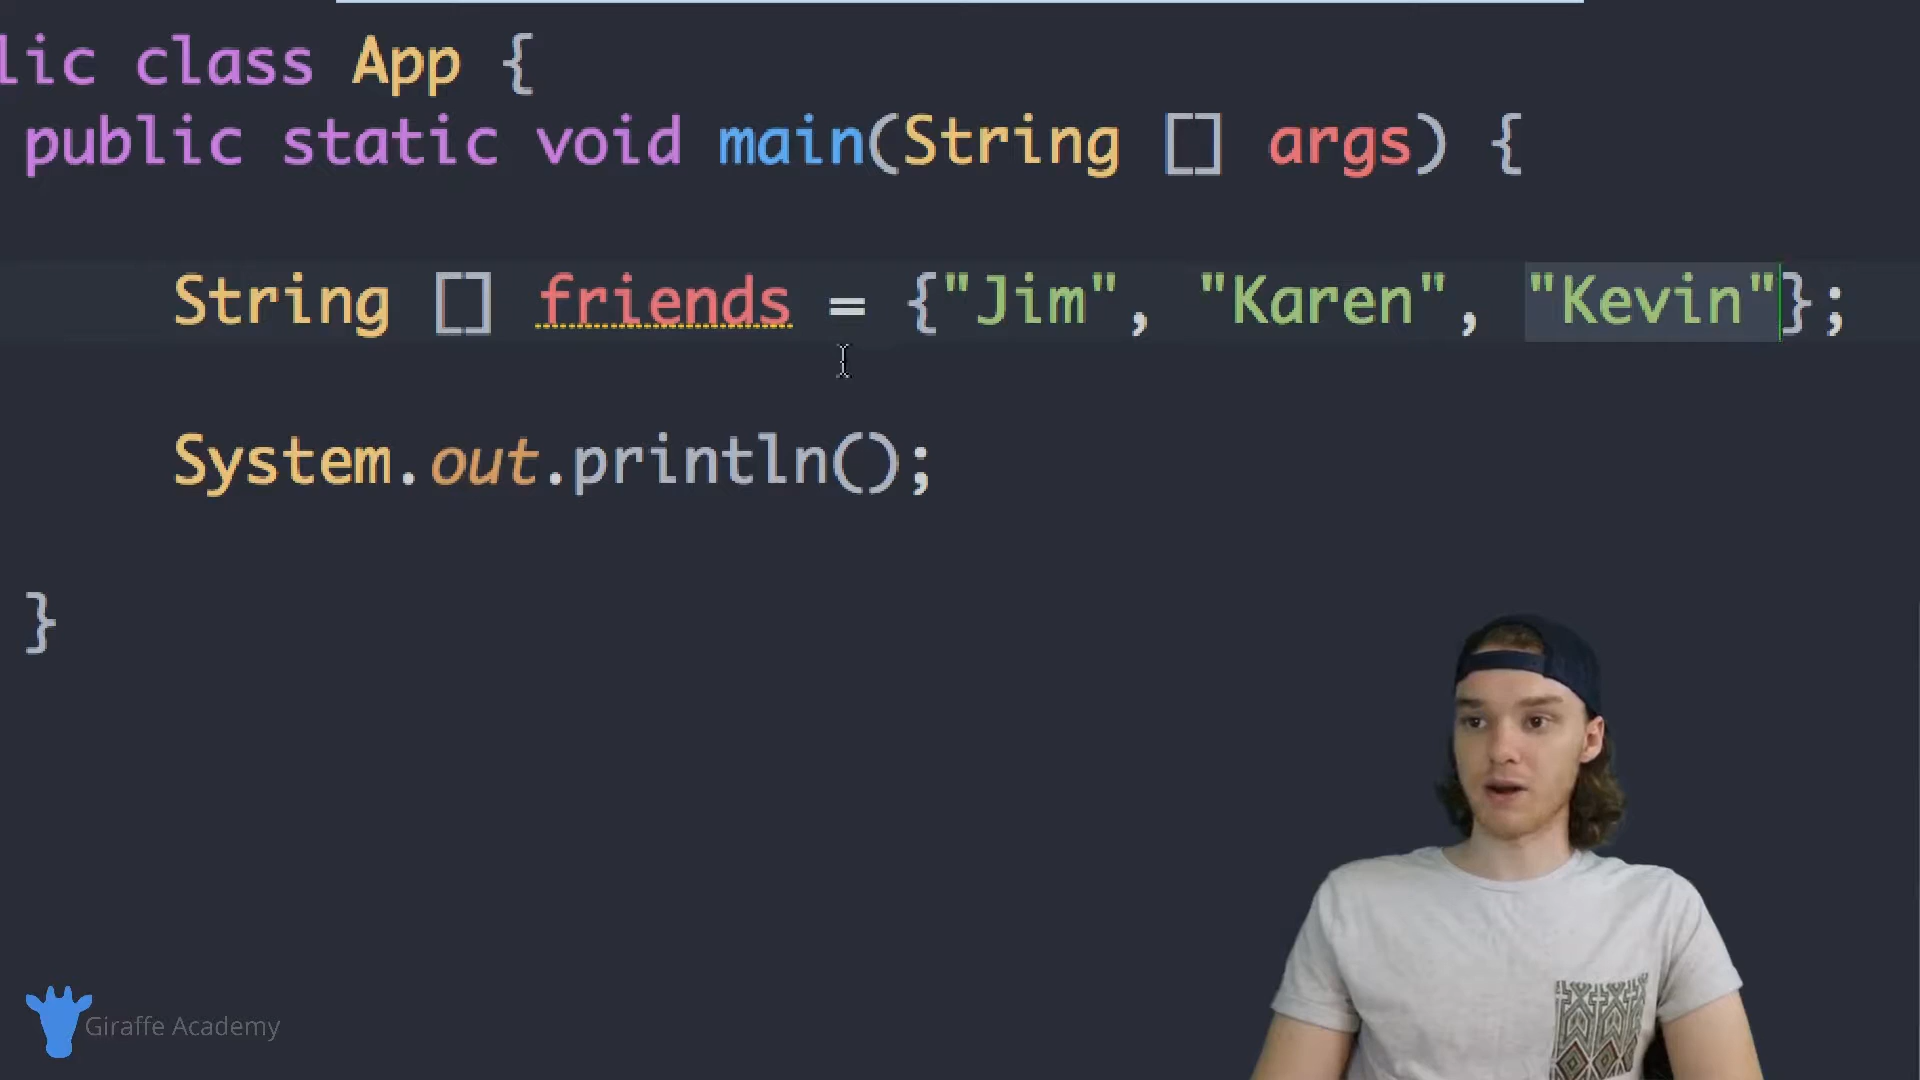 lic class App {
public static void main(String [] args) {
String [] friends = {"Jim", "Karen", "Kevin"};
System.out.println();
}
Giraffe Academy